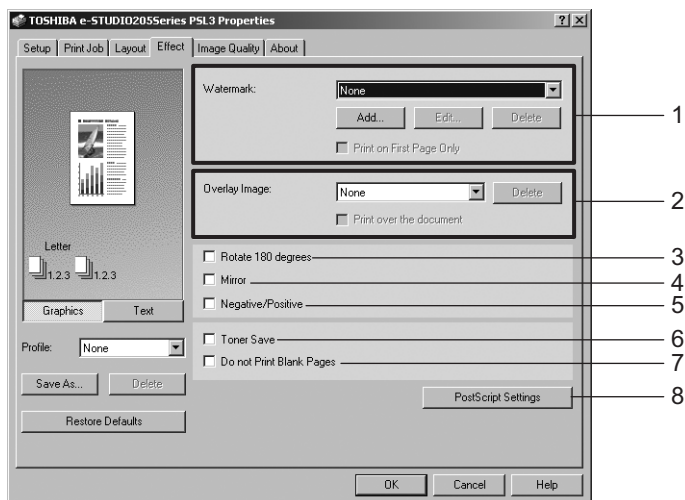 TOSHIBA e-STUDIO205Series PSL3 Properties
Setup Print Job Layout Effect Image Quality About
Watermark: None
Add... Edit... Delete
Print on First Page Only
1
Overlay Image: None Delete
Print over the document
2
Letter
1.2.3 1.2.3
Graphics Text
Profile: None
Save As... Delete
Restore Defaults
Rotate 180 degrees 3
Mirror 4
Negative/Positive 5
Toner Save 6
Do not Print Blank Pages 7
PostScript Settings 8
OK Cancel Help